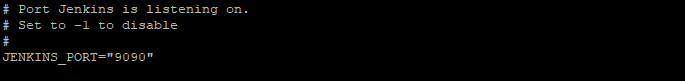 # Port Jenkins is listening on.
# Set to -1 to disable
#
JENKINS_PORT="9090"